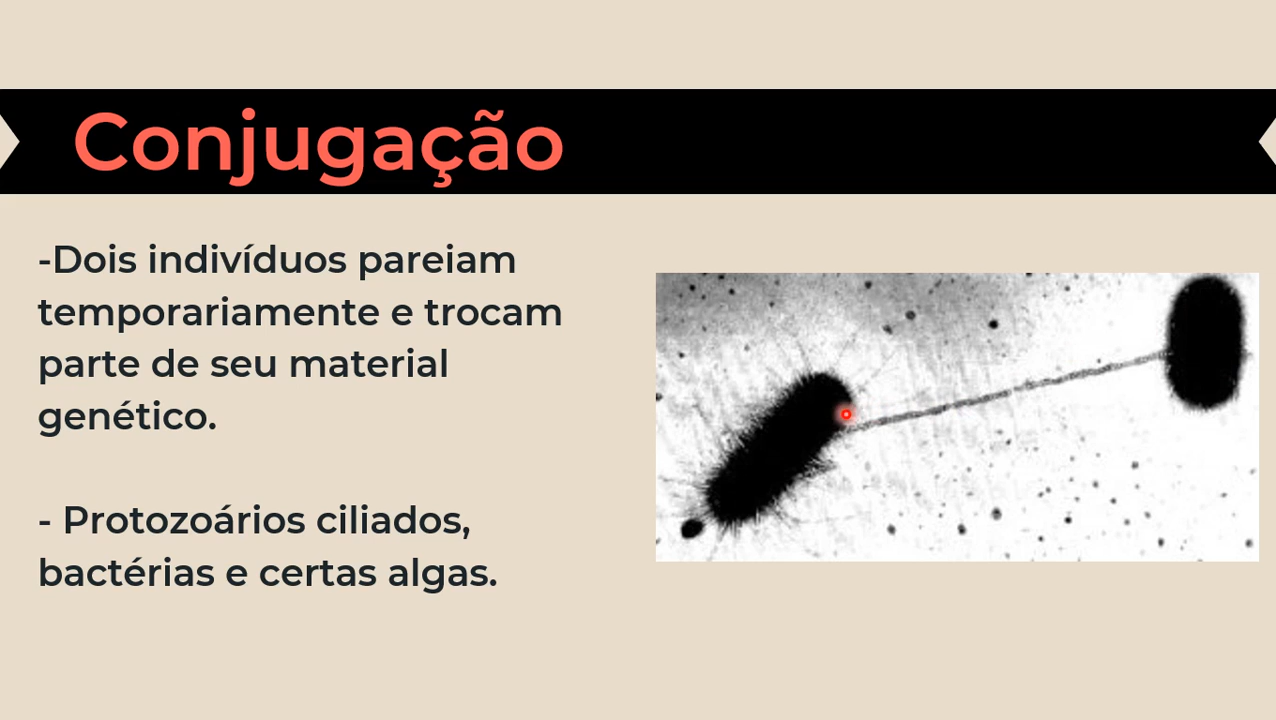 Conjugação
-Dois indivíduos pareiam
temporariamente e trocam
parte de seu material
genético.
- Protozoários ciliados,
bactérias e certas algas.